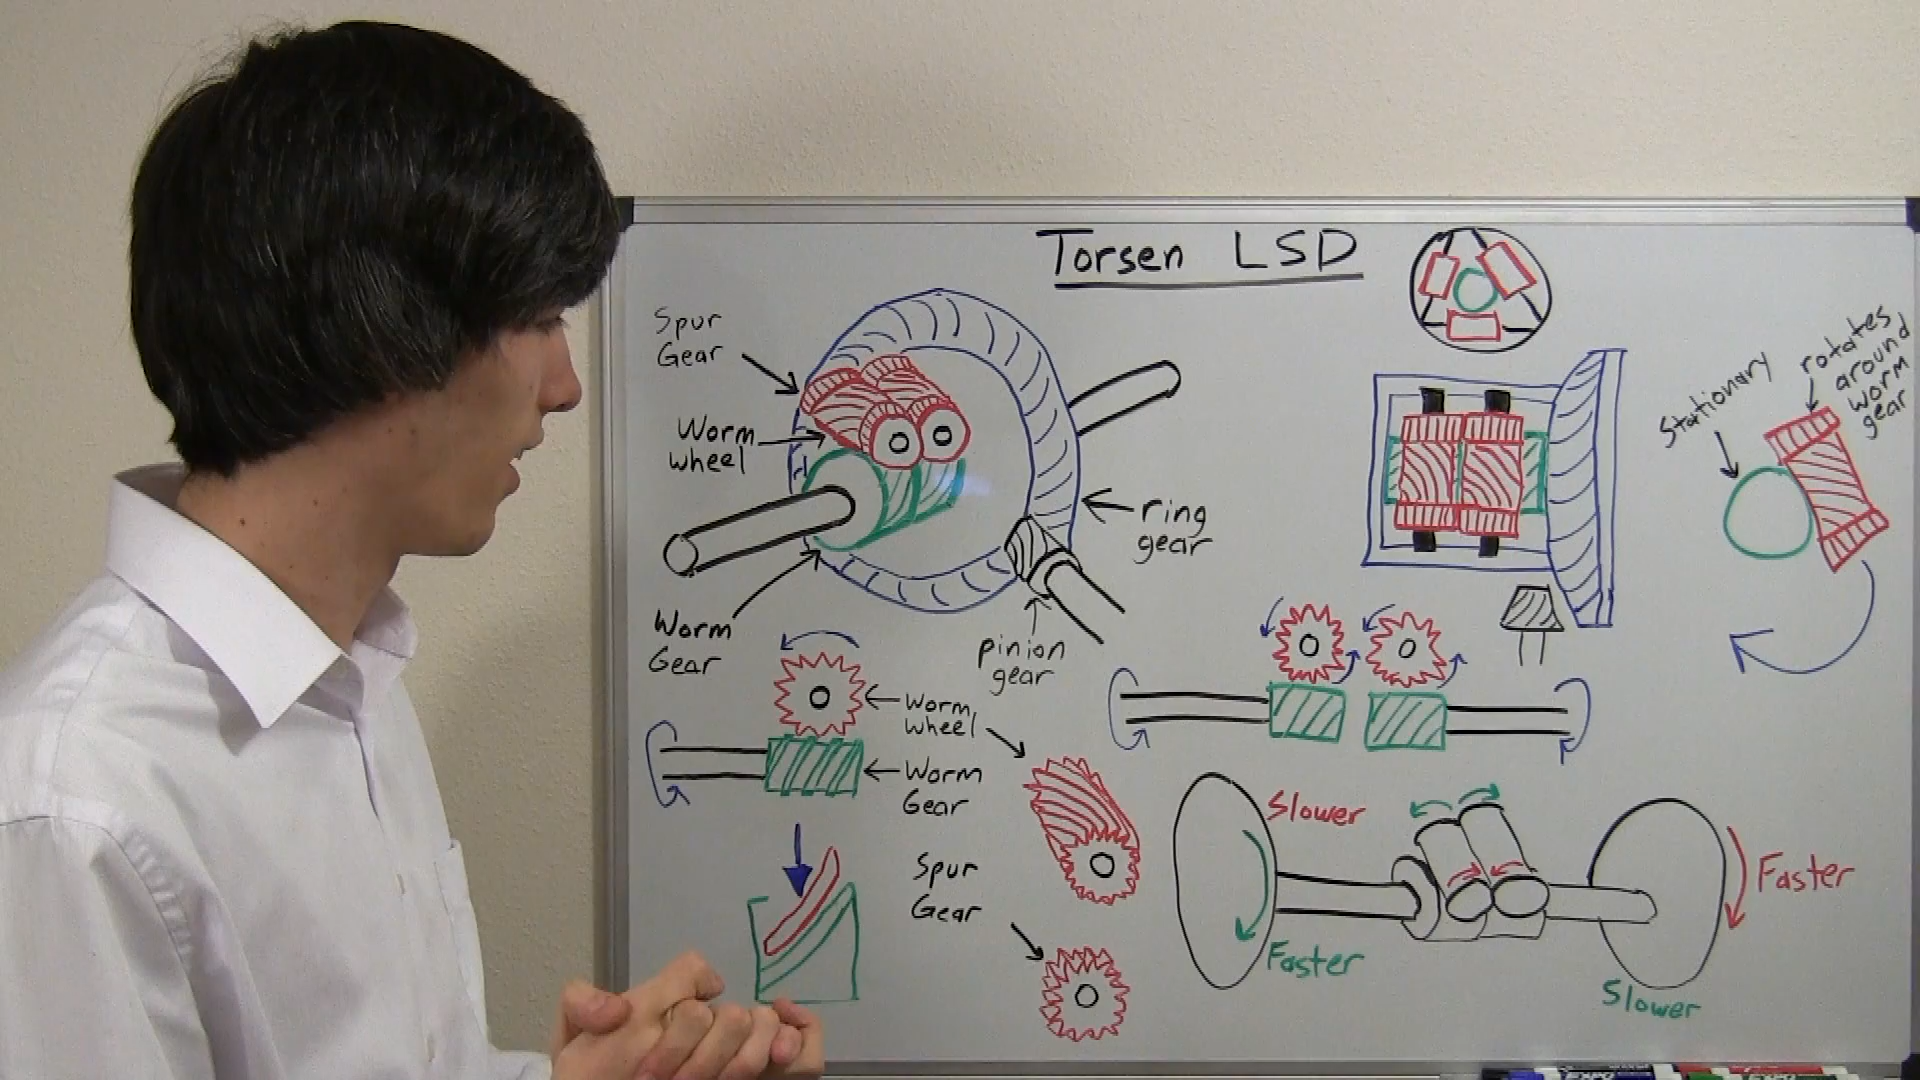 Torsen LSD
Spur
Gear
Worm
wheel
Worm
Gear
ring
gear
pinion
gear
Stationary
rotates
around
worm
gear
Worm
wheel
Worm
Gear
Spur
Gear
Slower
Faster
Faster
Slower